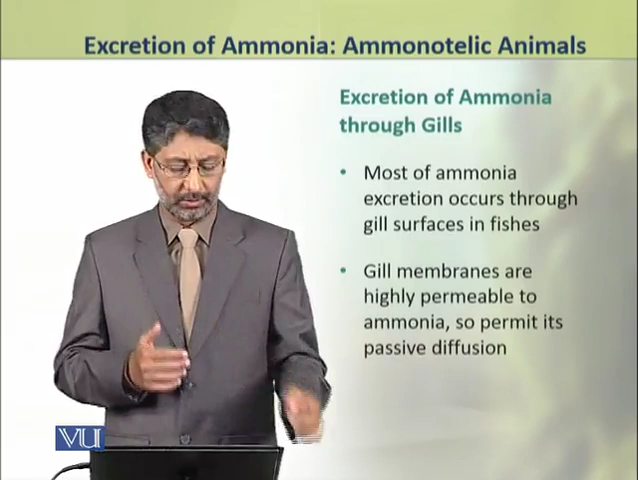 Excretion of Ammonia: Ammonotelic Animals
Excretion of Ammonia
through Gills
• Most of ammonia
excretion occurs through
gill surfaces in fishes
• Gill membranes are
highly permeable to
ammonia, so permit its
passive diffusion
VU